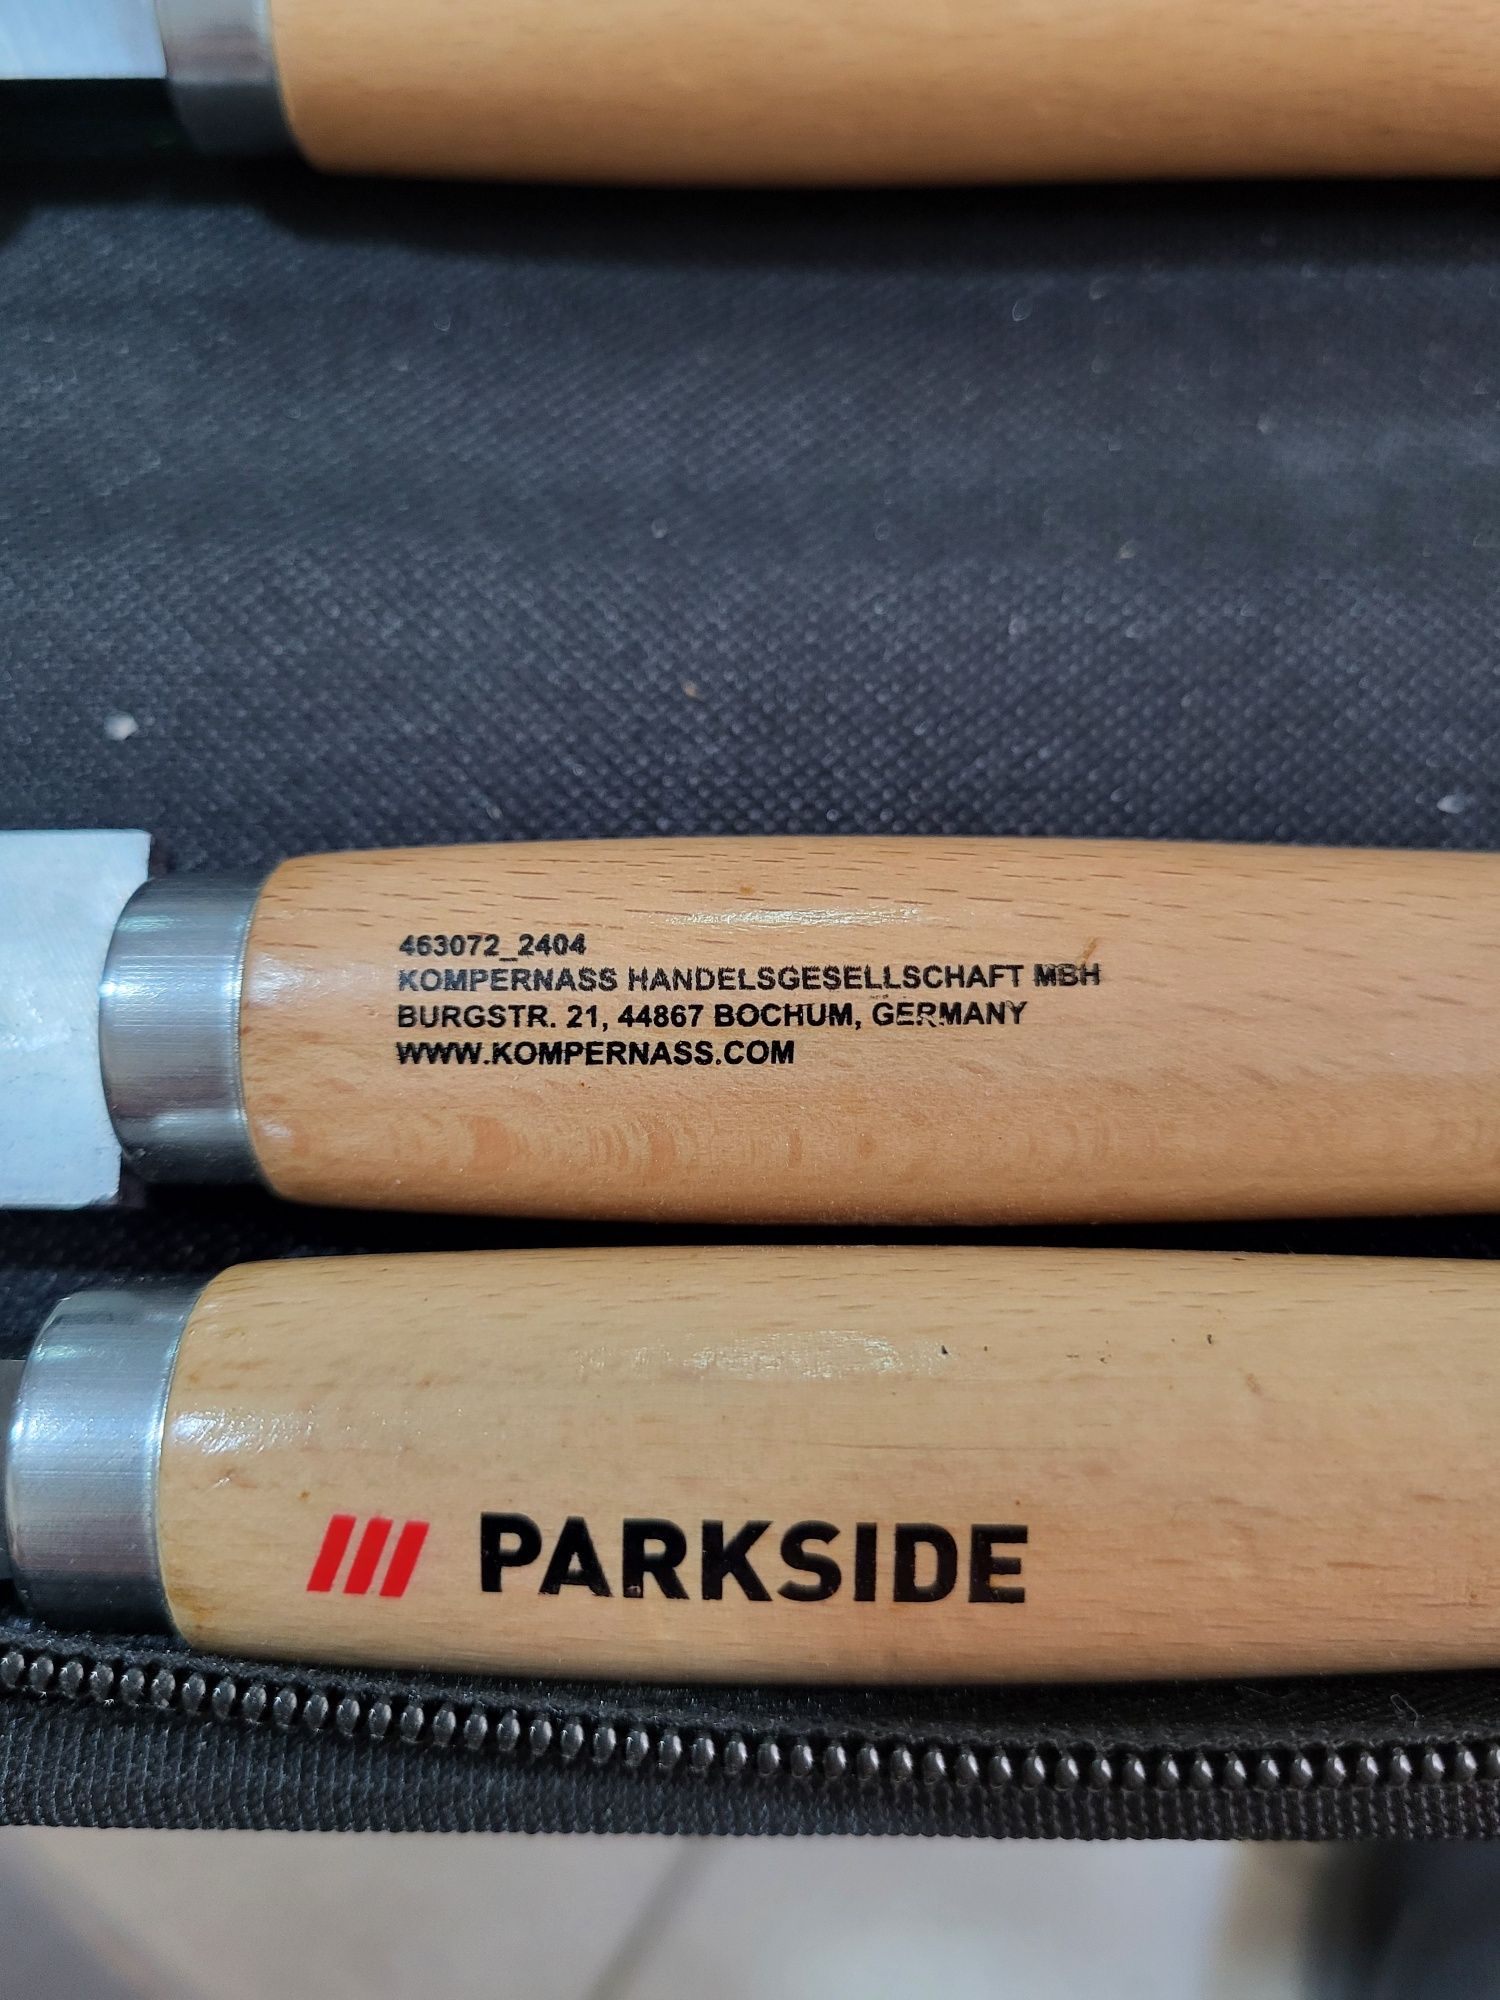 463072_2404
KOMPERNASS HANDELSGESELLSCHAFT MBH
BURGSTR. 21, 44867 BOCHUM, GERMANY
WWW.KOMPERNASS.COM
PARKSIDE